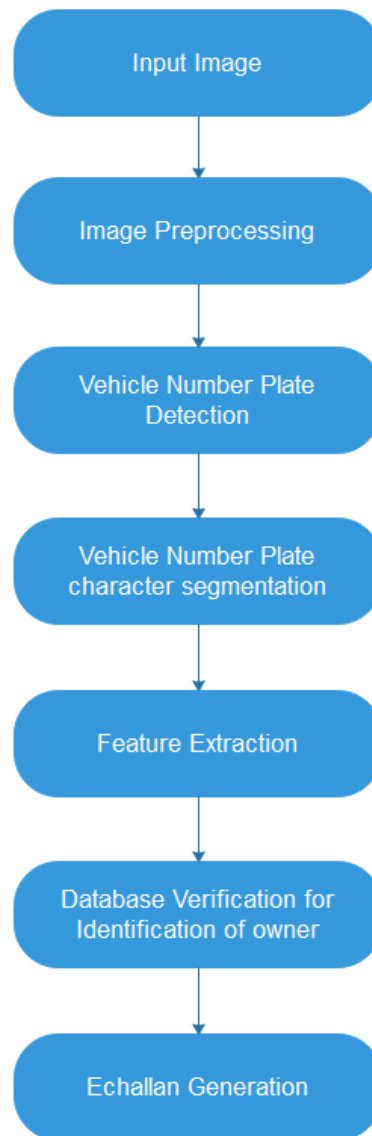 Input Image
Image Preprocessing
Vehicle Number Plate
Detection
Vehicle Number Plate
character segmentation
Feature Extraction
Database Verification for
Identification of owner
Echallan Generation